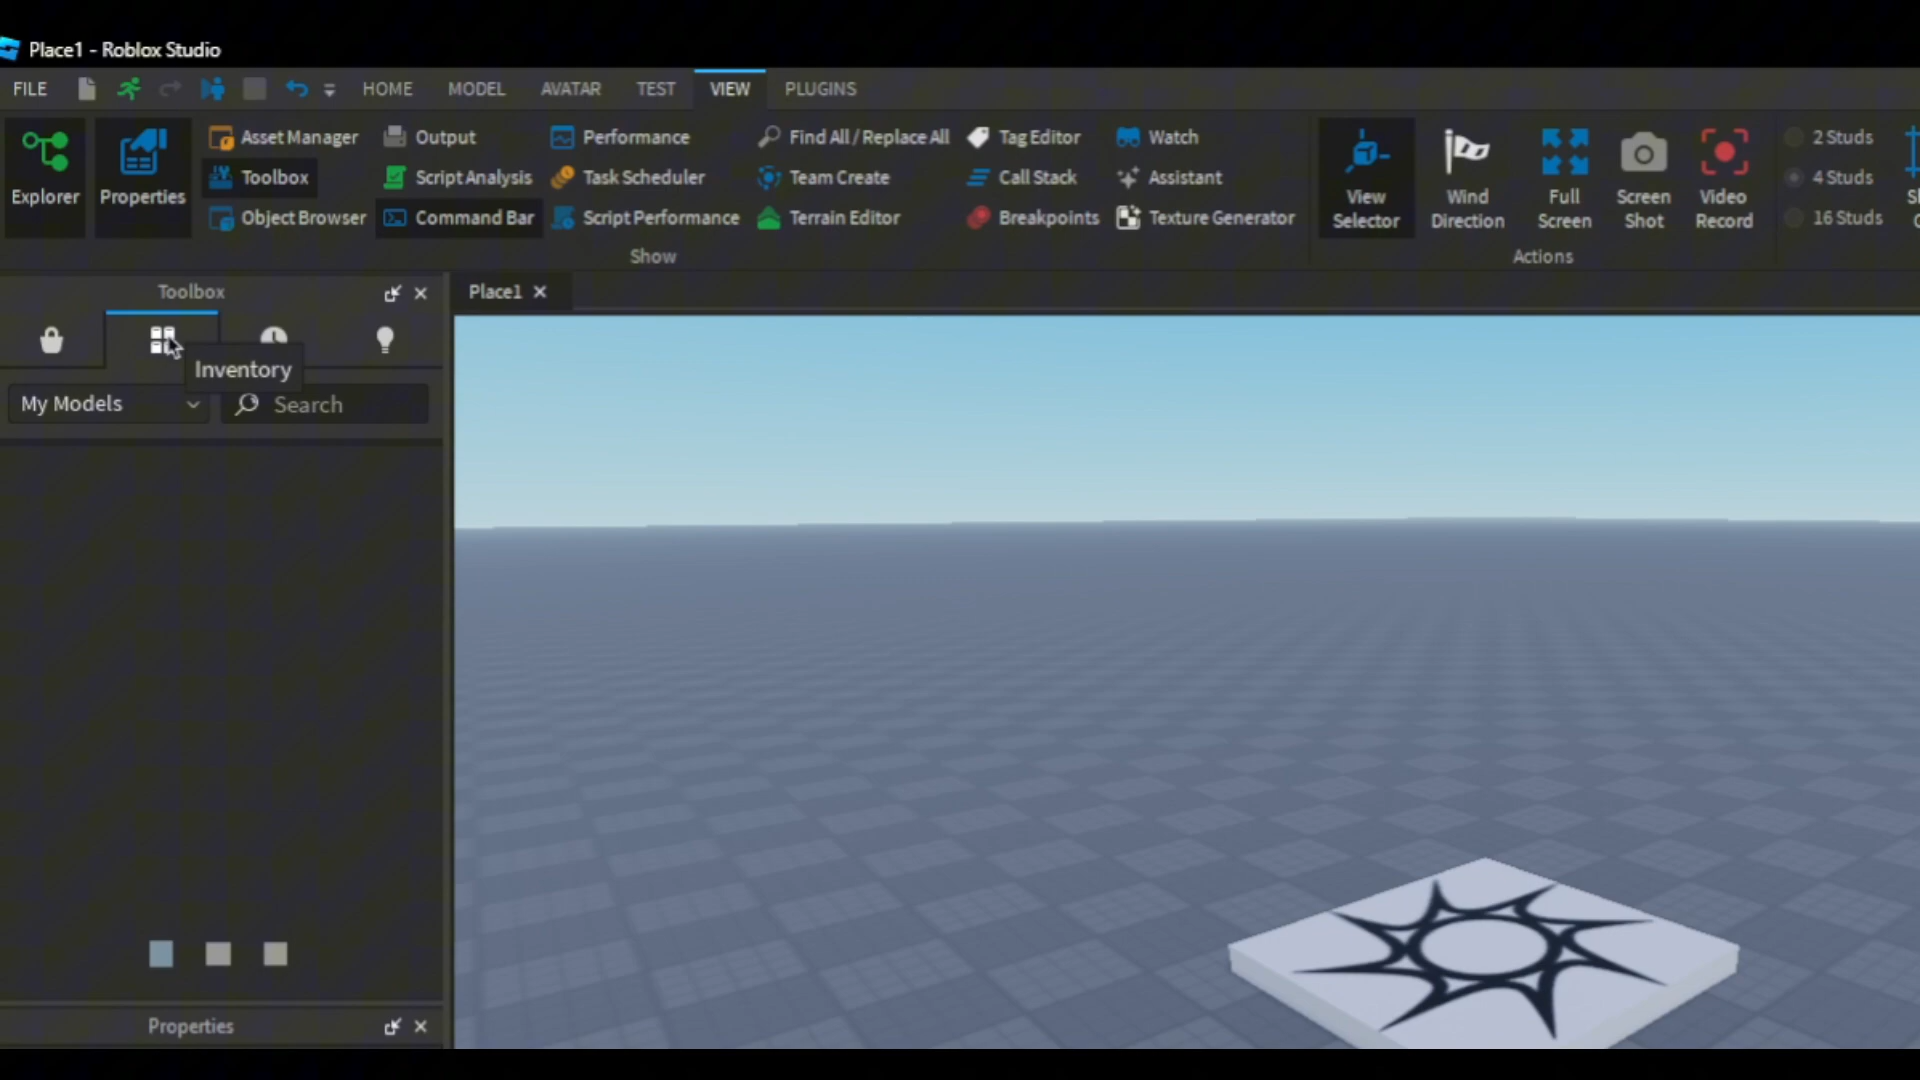 Place1 - Roblox Studio
FILE HOME MODEL AVATAR TEST VIEW PLUGINS
Asset Manager Output Performance Find All / Replace All Tag Editor Watch 2 Studs
Toolbox Script Analysis Task Scheduler Team Create Call Stack Assistant 4 Studs
Explorer Properties View Selector Wind Direction Full Screen Screen Shot Video Record
Object Browser Command Bar Script Performance Terrain Editor Breakpoints Texture Generator 16 Studs
Show Actions
Toolbox Place1
Inventory
My Models Search
Properties